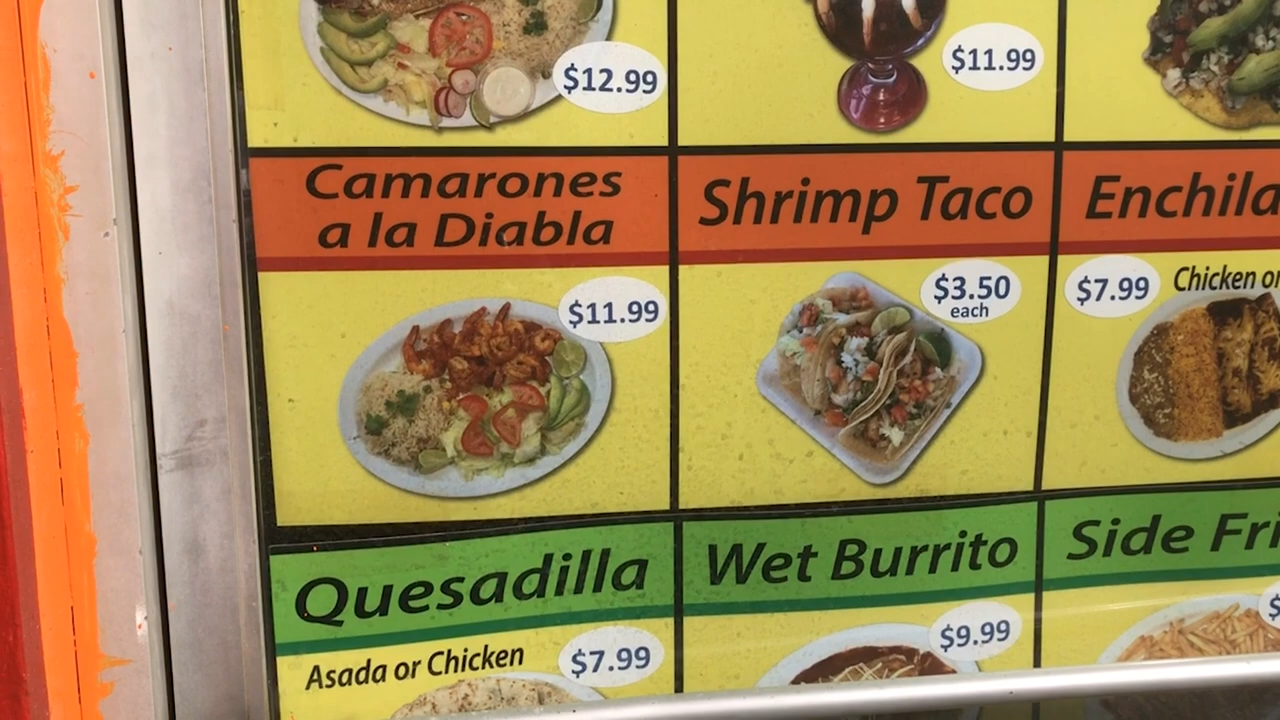 $12.99
$11.99
Camarones
a la Diabla
$11.99
Shrimp Taco
$3.50
each
$7.99
Chicken or
Quesadilla
Asada or Chicken
$7.99
Wet Burrito
$9.99
Side